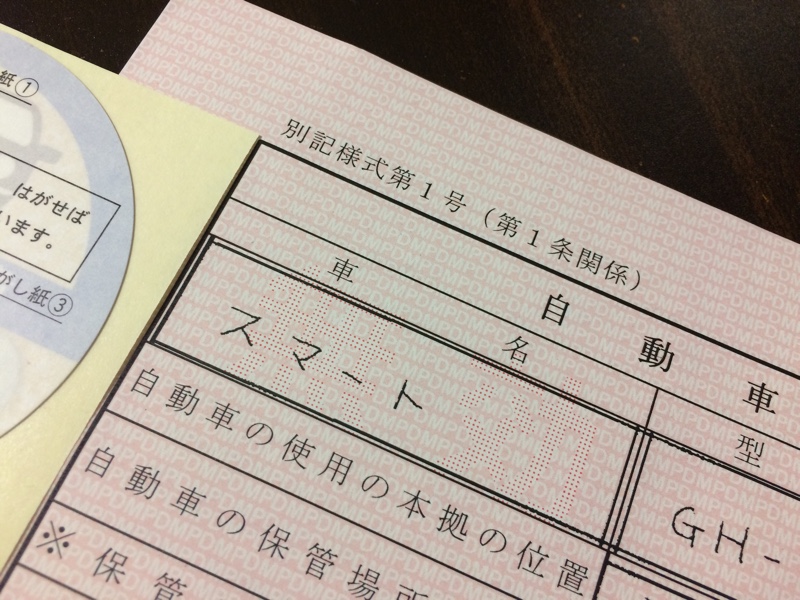 紙①
はがせば
います。
がし紙③
別記様式第1号（第1条関係）
自動車
車名
型
スマート
GH-
自動車の使用の本拠の位置
自動車の保管場所
※保管